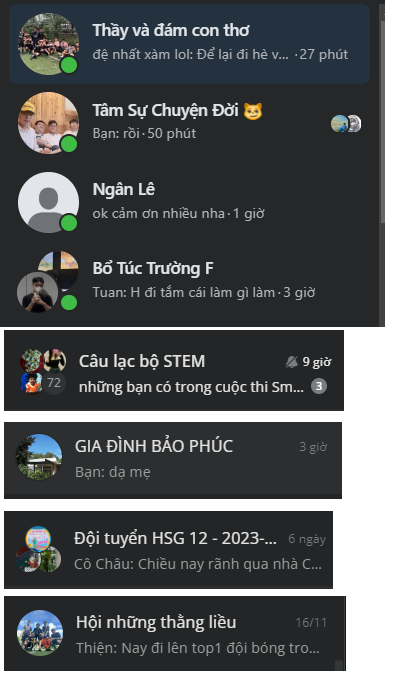 Thầy và đám con thơ
đệ nhất xàm lol: Để lại đi hè v... · 27 phút
Tâm Sự Chuyện Đời 😺
Bạn: rồi · 50 phút
Ngân Lê
ok cảm ơn nhiều nha · 1 giờ
Bổ Túc Trường F
Tuan: H đi tắm cái làm gì làm · 3 giờ
Câu lạc bộ STEM 9 giờ
72 những bạn có trong cuộc thi Sm... 3
GIA ĐÌNH BẢO PHÚC 3 giờ
Bạn: dạ mẹ
Đội tuyển HSG 12 - 2023-... 6 ngày
Cô Châu: Chiều nay rãnh qua nhà C...
Hội những thằng liều 16/11
Thiện: Nay đi lên top1 đội bóng tro...